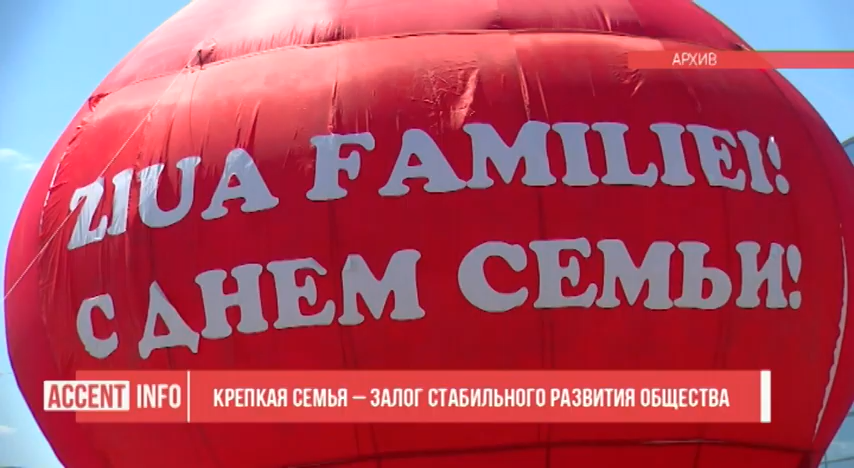 АРХИВ
ZIUA FAMILIEI!
С ДНЕМ СЕМЬИ!
ACCENT INFO
КРЕПКАЯ СЕМЬЯ – ЗАЛОГ СТАБИЛЬНОГО РАЗВИТИЯ ОБЩЕСТВА